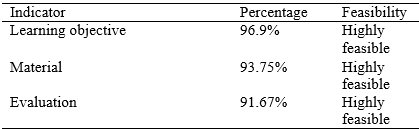 Indicator Percentage Feasibility
Learning objective 96.9% Highly
feasible
Material 93.75% Highly
feasible
Evaluation 91.67% Highly
feasible